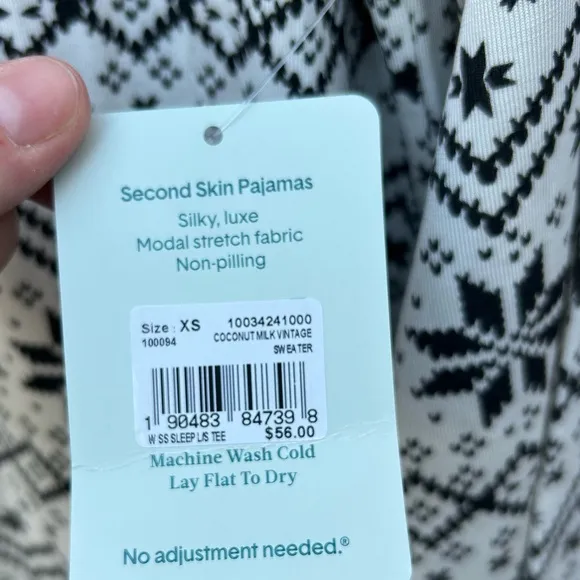 Second Skin Pajamas
Silky, luxe
Modal stretch fabric
Non-pilling
Size: XS 10034241000
100094 COCONUT MILK VINTAGE
SWEATER
1 90483 84739 8
W SS SLEEP L/S TEE $56.00
Machine Wash Cold
Lay Flat To Dry
No adjustment needed.®